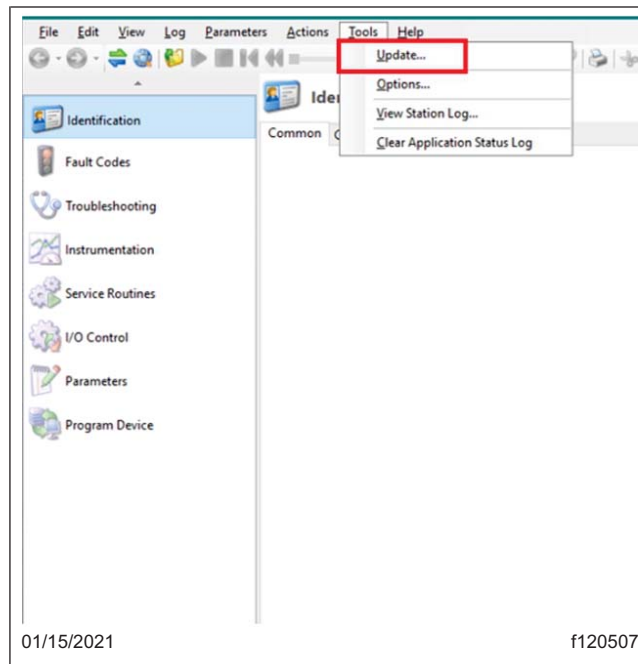 File Edit View Log Parameters Actions Tools Help
Update...
Options...
View Station Log...
Clear Application Status Log
Common
Identification
Fault Codes
Troubleshooting
Instrumentation
Service Routines
I/O Control
Parameters
Program Device
01/15/2021 f120507